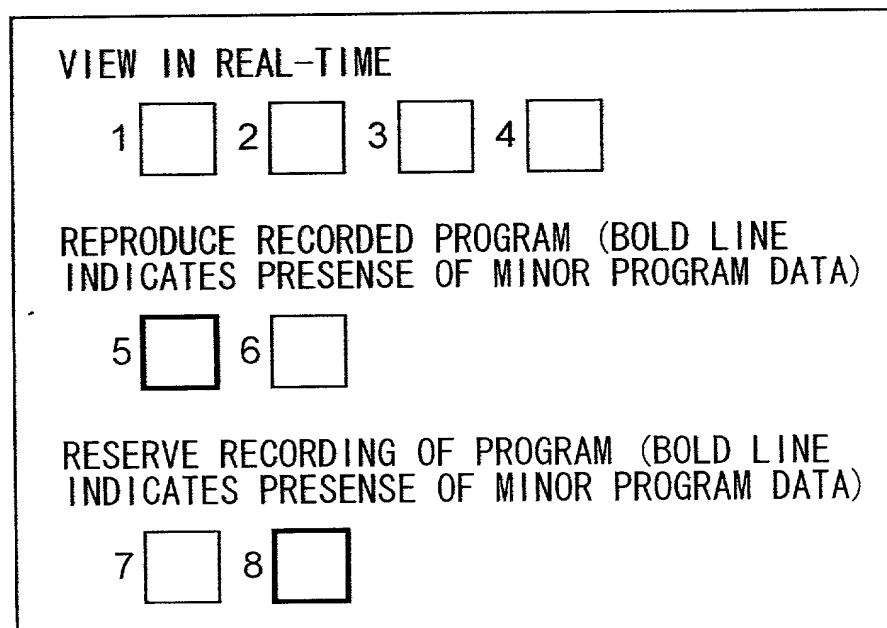 VIEW IN REAL-TIME
1 2 3 4
REPRODUCE RECORDED PROGRAM (BOLD LINE
INDICATES PRESENSE OF MINOR PROGRAM DATA)
5 6
RESERVE RECORDING OF PROGRAM (BOLD LINE
INDICATES PRESENSE OF MINOR PROGRAM DATA)
7 8